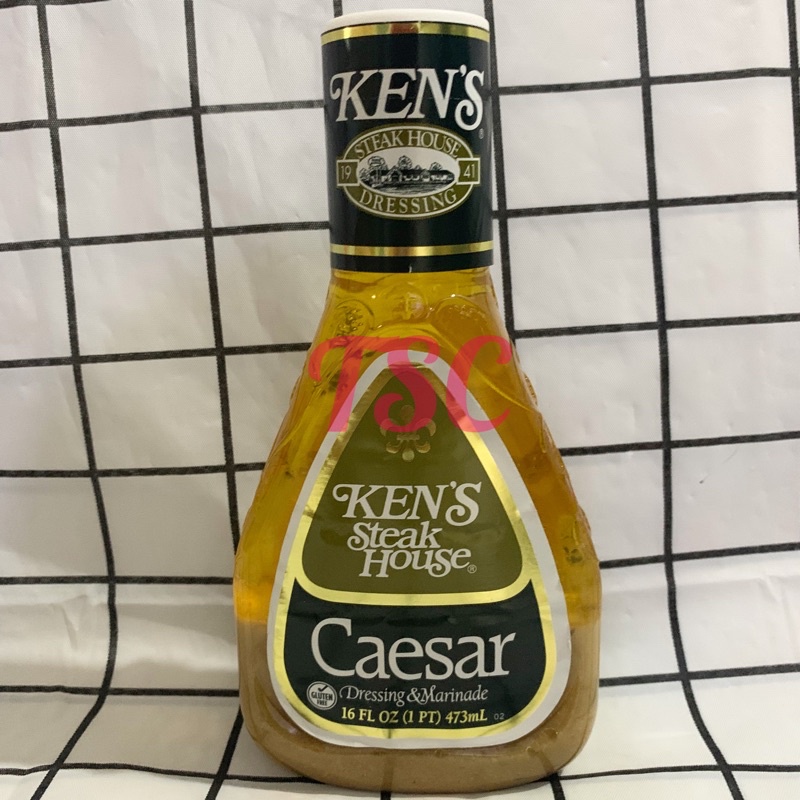 KEN'S
®
STEAK HOUSE
19 41
DRESSING
TSC
KEN'S
Steak
House®
Caesar
GLUTEN
FREE
Dressing & Marinade
16 FL OZ (1 PT) 473mL 02